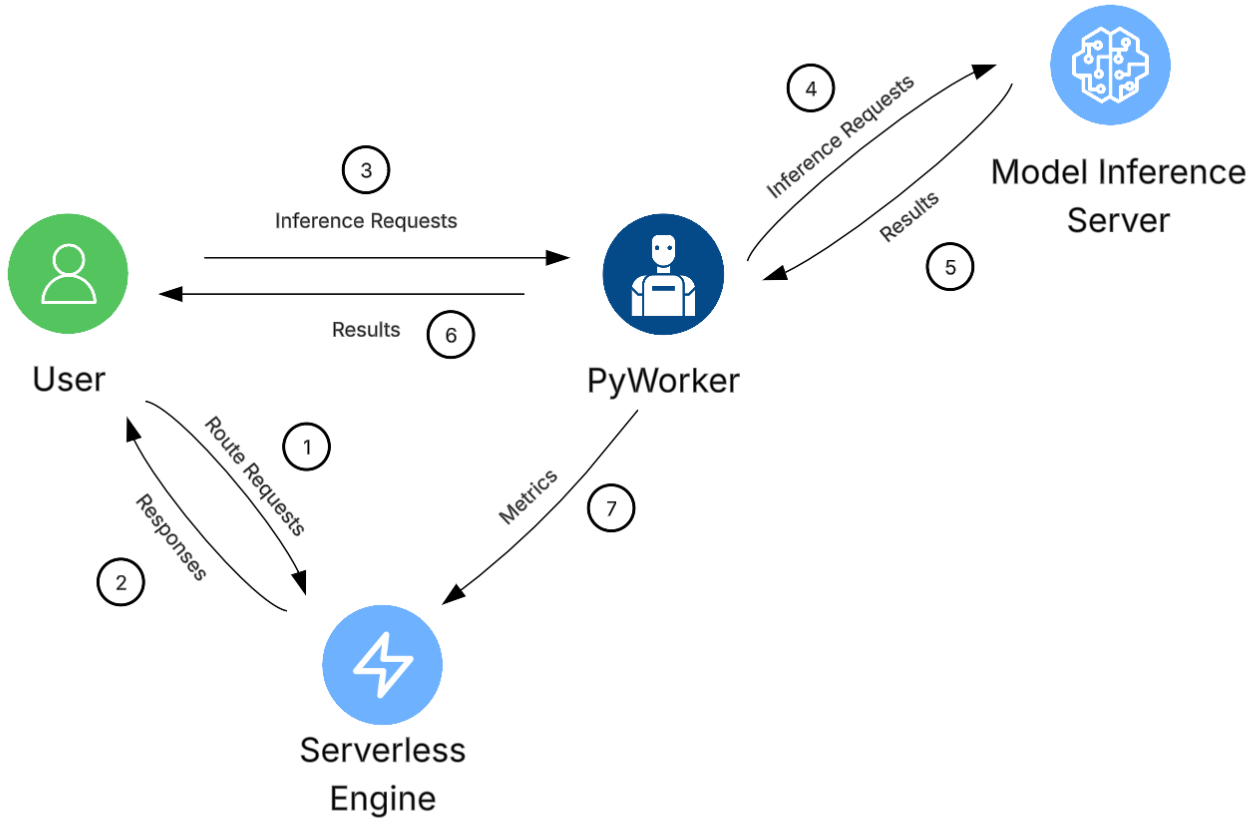 4
Inference Requests
Model Inference
Server
3
Inference Requests
Results
5
Results
6
User
PyWorker
Route Requests
1
Responses
2
Metrics
7
Serverless
Engine